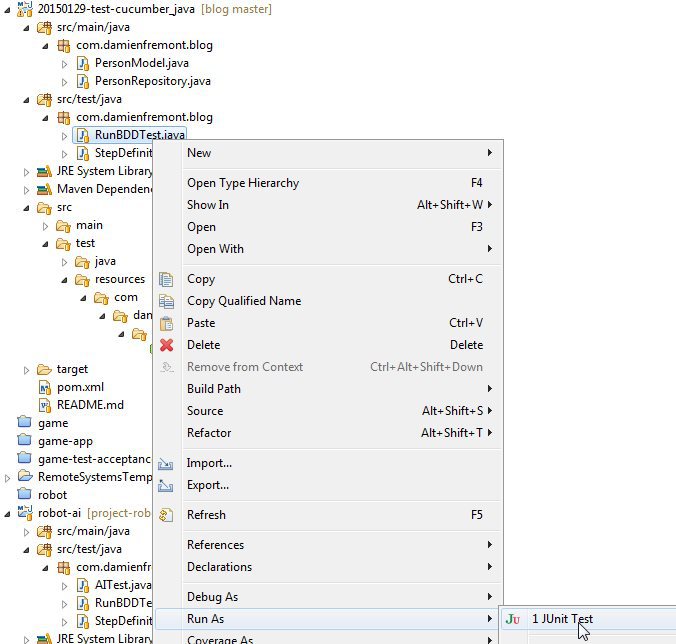 20150129-test-cucumber_java [blog master]
src/main/java
com.damienfremont.blog
PersonModel.java
PersonRepository.java
src/test/java
com.damienfremont.blog
RunBDDTest.java
StepDefinit
JRE System Library
Maven Dependenc
src
main
test
java
resources
com
dam
target
pom.xml
README.md
game
game-app
game-test-acceptance
RemoteSystemsTemp
robot
robot-ai [project-rob
src/main/java
src/test/java
com.damienfr
AITest.java
RunBDDTe
StepDefinit
JRE System Library
New
Open Type Hierarchy F4
Show In Alt+Shift+W
Open F3
Open With
Copy Ctrl+C
Copy Qualified Name
Paste Ctrl+V
Delete Delete
Remove from Context Ctrl+Alt+Shift+Down
Build Path
Source Alt+Shift+S
Refactor Alt+Shift+T
Import...
Export...
Refresh F5
References
Declarations
Debug As
Run As
Coverage As
JU 1 JUnit Test